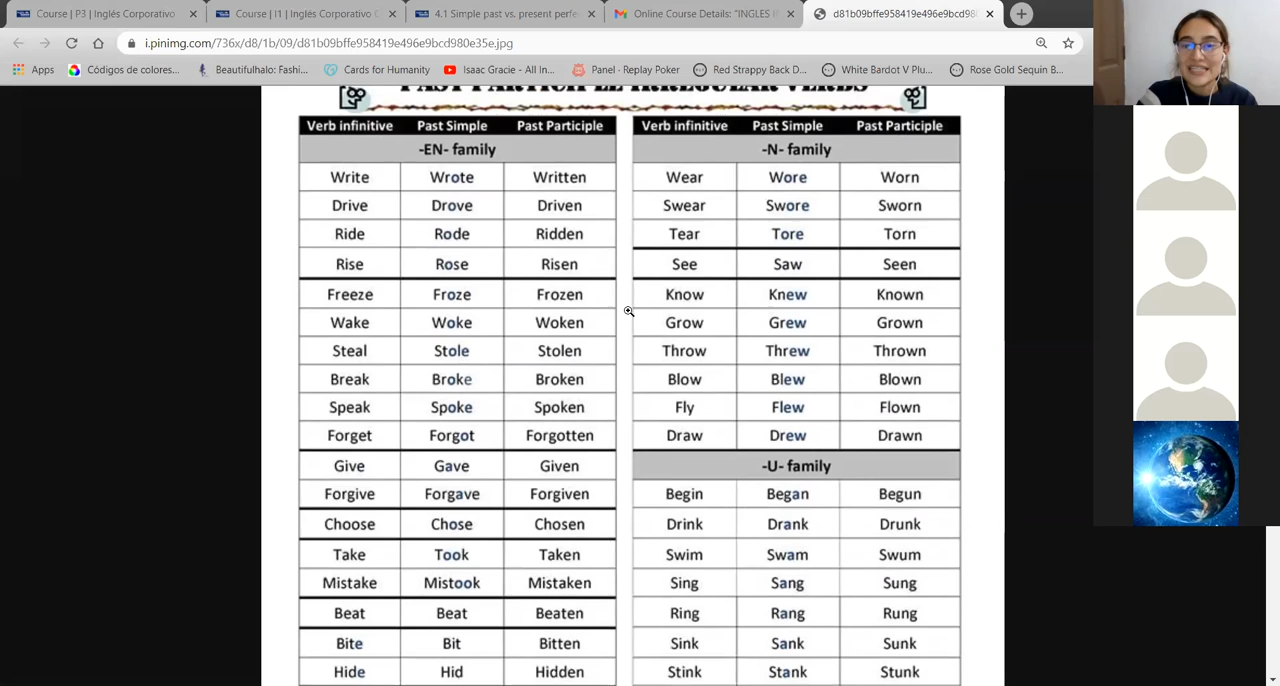 Course | P3 | Inglés Corporativo
Course | I1 | Inglés Corporativo C
4.1 Simple past vs. present perfe
Online Course Details: "INGLES I
d81b09bffe958419e496e9bcd980
i.pinimg.com/736x/d8/1b/09/d81b09bffe958419e496e9bcd980e35e.jpg
Apps Códigos de colores... Beautifulhalo: Fashi... Cards for Humanity Isaac Gracie - All In... Panel · Replay Poker Red Strappy Back D... White Bardot V Plu... Rose Gold Sequin B...
PAST PARTICIPLE IRREGULAR VERBS
Verb infinitive Past Simple Past Participle
-EN- family
Write Wrote Written
Drive Drove Driven
Ride Rode Ridden
Rise Rose Risen
Freeze Froze Frozen
Wake Woke Woken
Steal Stole Stolen
Break Broke Broken
Speak Spoke Spoken
Forget Forgot Forgotten
Give Gave Given
Forgive Forgave Forgiven
Choose Chose Chosen
Take Took Taken
Mistake Mistook Mistaken
Beat Beat Beaten
Bite Bit Bitten
Hide Hid Hidden
Verb infinitive Past Simple Past Participle
-N- family
Wear Wore Worn
Swear Swore Sworn
Tear Tore Torn
See Saw Seen
Know Knew Known
Grow Grew Grown
Throw Threw Thrown
Blow Blew Blown
Fly Flew Flown
Draw Drew Drawn
-U- family
Begin Began Begun
Drink Drank Drunk
Swim Swam Swum
Sing Sang Sung
Ring Rang Rung
Sink Sank Sunk
Stink Stank Stunk